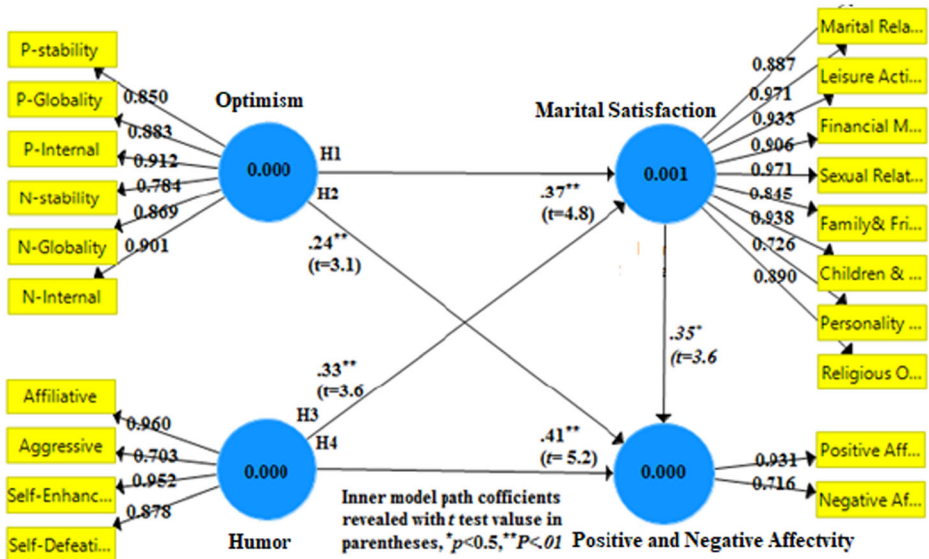 P-stability
P-Globality
P-Internal
N-stability
N-Globality
N-Internal
0.850
0.883
0.912
0.784
0.869
0.901
Optimism
0.000
H1
H2
.24**
(t=3.1)
Marital Satisfaction
0.001
.37**
(t=4.8)
0.887
0.971
0.933
0.906
0.971
0.845
0.938
0.726
0.890
Marital Rela...
Leisure Acti...
Financial M...
Sexual Relat...
Family& Fri...
Children & ...
Personality ...
Religious O...
.35*
(t=3.6
Affiliative
Aggressive
Self-Enhanc...
Self-Defeati...
0.960
0.703
0.952
0.878
0.000
Humor
.33**
(t=3.6
H3
H4
.41**
(t= 5.2)
0.000
0.931
0.716
Positive Aff...
Negative Af...
Positive and Negative Affectvity
Inner model path cofficients
revealed with t test valuse in
parentheses, *p<0.5,**P<.01